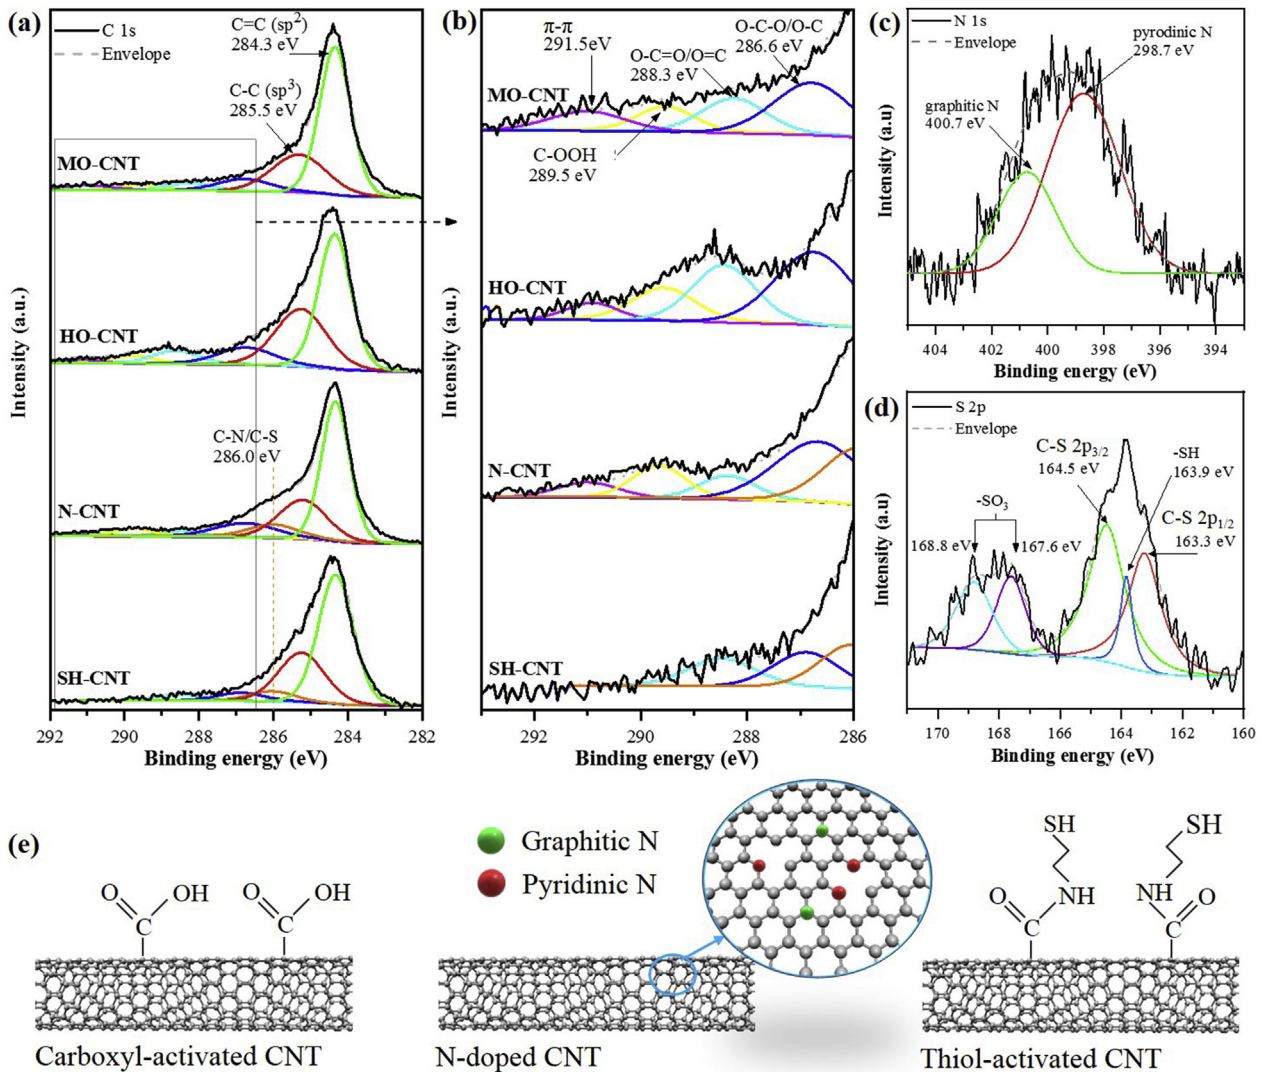 (a)
C 1s
Envelope
C=C (sp²)
284.3 eV
C-C (sp³)
285.5 eV
MO-CNT
HO-CNT
C-N/C-S
286.0 eV
N-CNT
SH-CNT
Intensity (a.u.)
292 290 288 286 284 282
Binding energy (eV)
(b)
π-π
291.5eV
O-C=O/O=C
288.3 eV
O-C-O/O-C
286.6 eV
MO-CNT
C-OOH
289.5 eV
HO-CNT
N-CNT
SH-CNT
Intensity (a.u.)
292 290 288 286
Binding energy (eV)
(c)
N 1s
Envelope
pyrodinic N
298.7 eV
graphitic N
400.7 eV
Intensity (a.u)
404 402 400 398 396 394
Binding energy (eV)
(d)
S 2p
Envelope
C-S 2p₃/₂
164.5 eV
-SH
163.9 eV
-SO₃
C-S 2p₁/₂
163.3 eV
168.8 eV
167.6 eV
Intensity (a.u)
170 168 166 164 162 160
Binding energy (eV)
(e)
O
OH
C
O
OH
C
Carboxyl-activated CNT
Graphitic N
Pyridinic N
N-doped CNT
SH
NH
O
C
SH
NH
O
C
Thiol-activated CNT